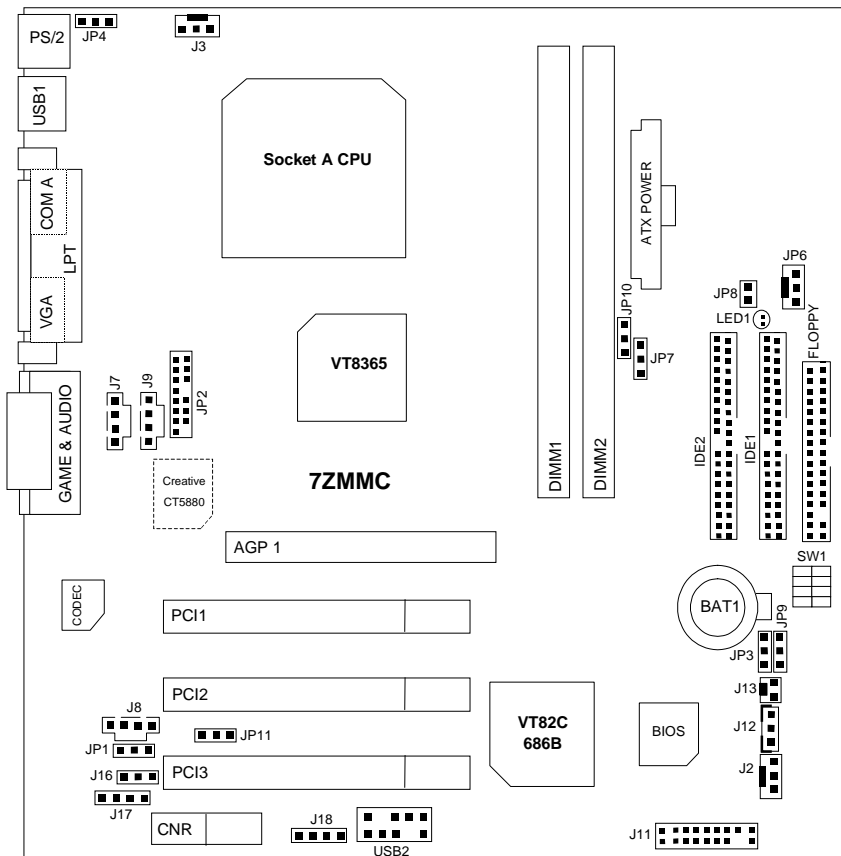 PS/2
JP4
J3
USB1
Socket A CPU
COM A
LPT
VGA
ATX POWER
JP6
JP8
JP10
LED1
FLOPPY
JP7
VT8365
J7
J9
JP2
GAME & AUDIO
IDE2
IDE1
DIMM1
DIMM2
Creative
CT5880
7ZMMC
AGP 1
SW1
CODEC
PCI1
BAT1
JP9
JP3
PCI2
J13
J8
JP11
VT82C
686B
BIOS
J12
JP1
J16
PCI3
J2
J17
CNR
J18
USB2
J11